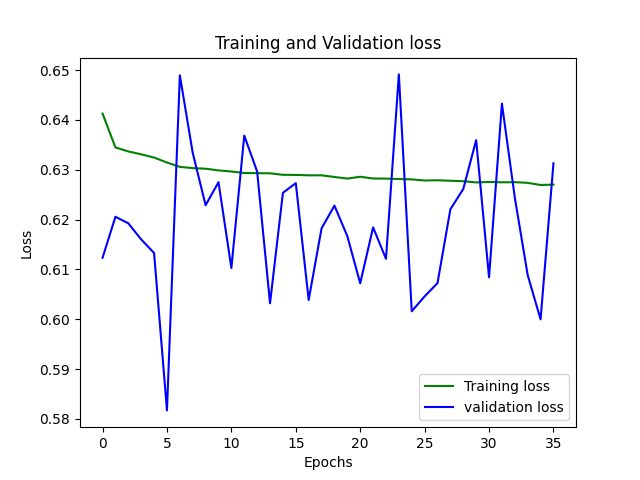 Training and Validation loss
0.65
0.64
0.63
0.62
0.61
0.60
0.59
0.58
Loss
0 5 10 15 20 25 30 35
Epochs
Training loss
validation loss